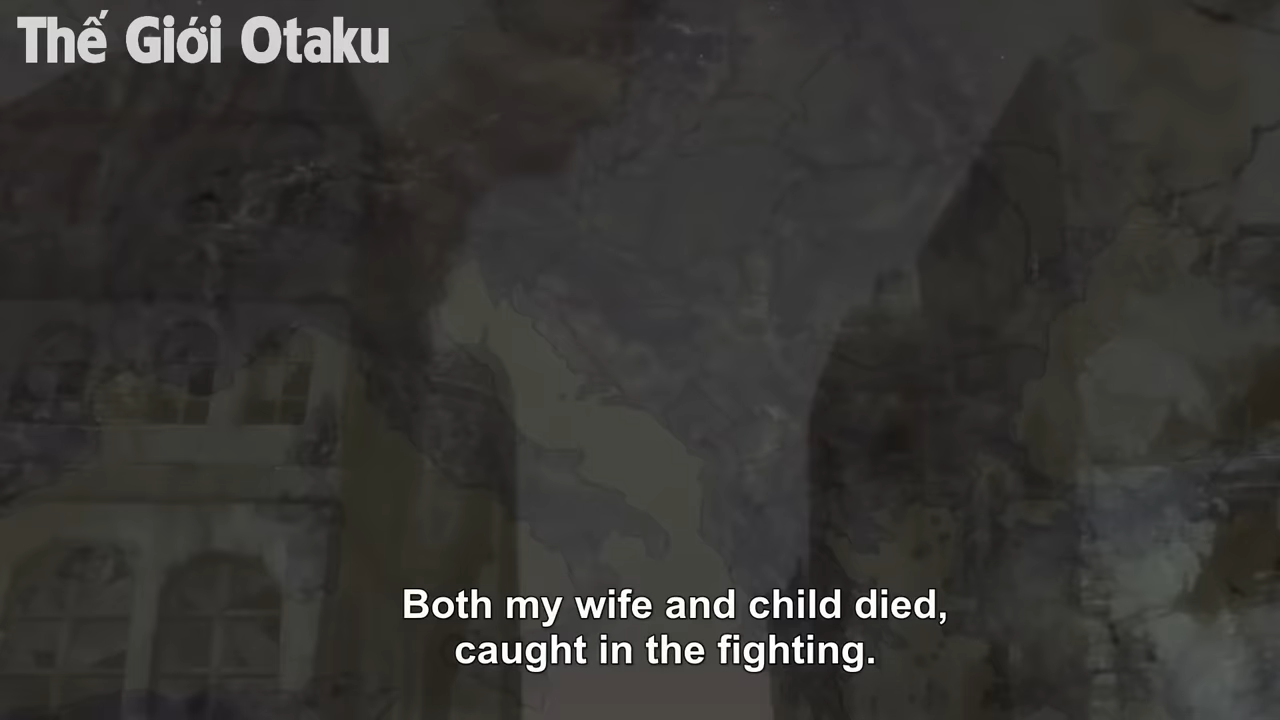 Thế Giới Otaku
Both my wife and child died,
caught in the fighting.